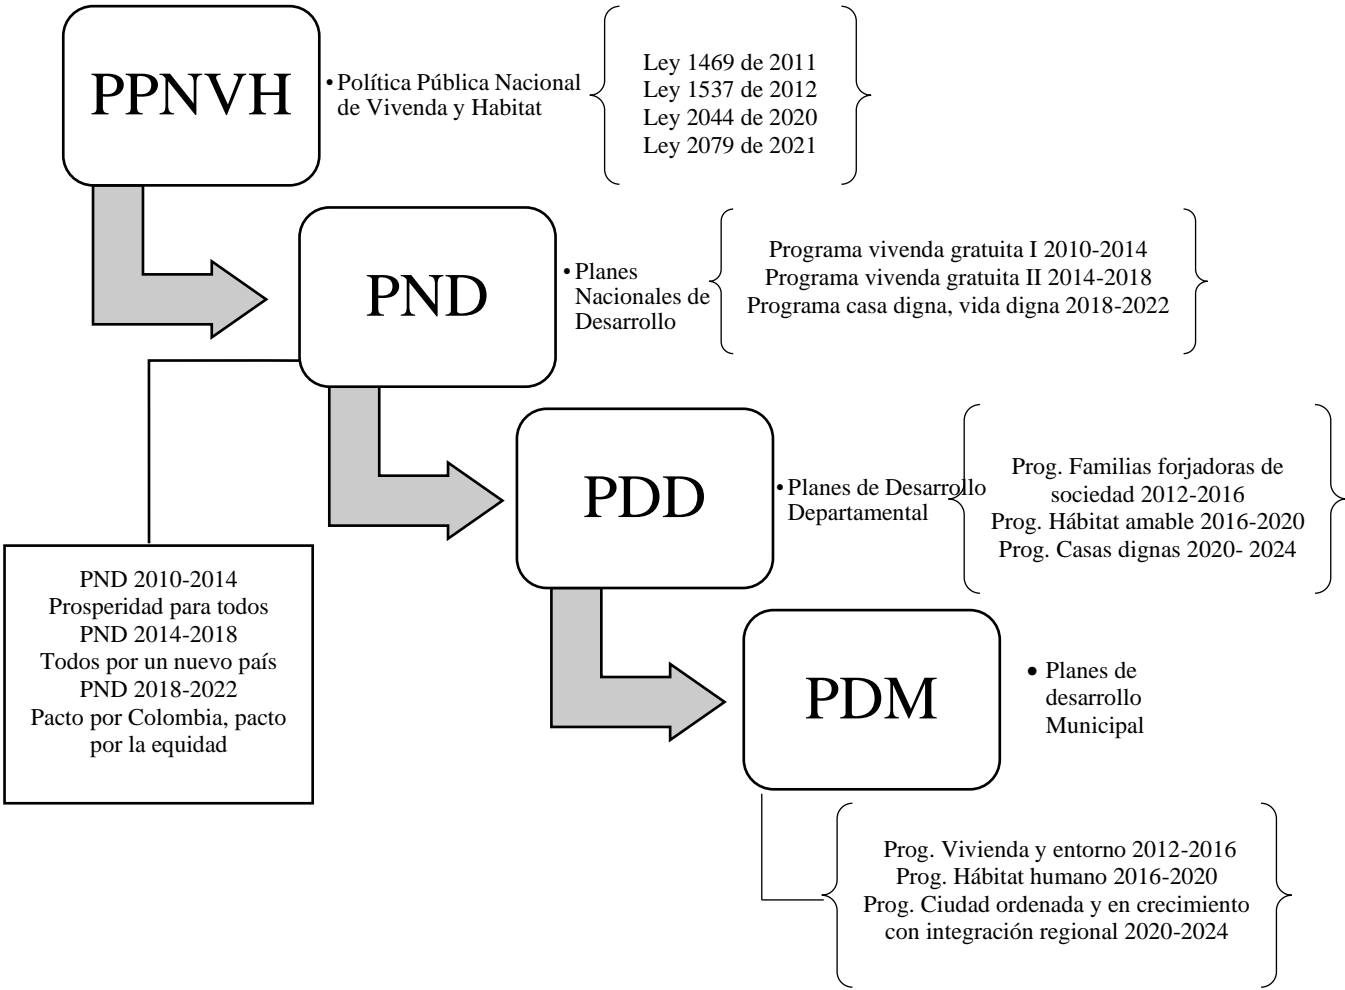 PPNVH
• Política Pública Nacional
de Vivenda y Habitat
Ley 1469 de 2011
Ley 1537 de 2012
Ley 2044 de 2020
Ley 2079 de 2021
PND
• Planes
Nacionales de
Desarrollo
Programa vivenda gratuita I 2010-2014
Programa vivenda gratuita II 2014-2018
Programa casa digna, vida digna 2018-2022
PDD
• Planes de Desarrollo
Departamental
Prog. Familias forjadoras de
sociedad 2012-2016
Prog. Hábitat amable 2016-2020
Prog. Casas dignas 2020- 2024
PND 2010-2014
Prosperidad para todos
PND 2014-2018
Todos por un nuevo país
PND 2018-2022
Pacto por Colombia, pacto
por la equidad
PDM
• Planes de
desarrollo
Municipal
Prog. Vivienda y entorno 2012-2016
Prog. Hábitat humano 2016-2020
Prog. Ciudad ordenada y en crecimiento
con integración regional 2020-2024